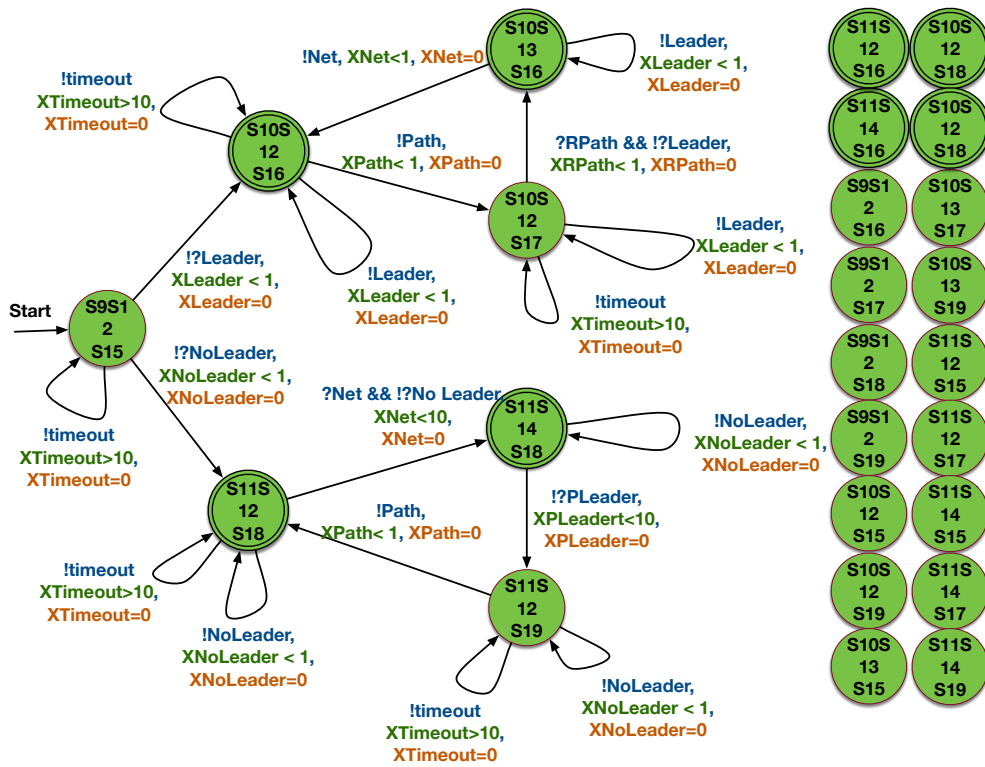 !Net, XNet<1, XNet=0
S10S
13
S16
!Leader,
XLeader < 1,
XLeader=0
!timeout
XTimeout>10,
XTimeout=0
S10S
12
S16
!Path,
XPath< 1, XPath=0
?RPath && !?Leader,
XRPath< 1, XRPath=0
S10S
12
S17
!Leader,
XLeader < 1,
XLeader=0
!?Leader,
XLeader < 1,
XLeader=0
!Leader,
XLeader < 1,
XLeader=0
!timeout
XTimeout>10,
XTimeout=0
Start
S9S1
2
S15
!timeout
XTimeout>10,
XTimeout=0
!?NoLeader,
XNoLeader < 1,
XNoLeader=0
?Net && !?No Leader,
XNet<10,
XNet=0
S11S
14
S18
!NoLeader,
XNoLeader < 1,
XNoLeader=0
S11S
12
S18
!Path,
XPath< 1, XPath=0
!?PLeader,
XPLeadert<10,
XPLeader=0
!timeout
XTimeout>10,
XTimeout=0
!NoLeader,
XNoLeader < 1,
XNoLeader=0
S11S
12
S19
!timeout
XTimeout>10,
XTimeout=0
!NoLeader,
XNoLeader < 1,
XNoLeader=0
S11S
12
S16
S10S
12
S18
S11S
14
S16
S10S
12
S18
S9S1
2
S16
S10S
13
S17
S9S1
2
S17
S10S
13
S19
S9S1
2
S18
S11S
12
S15
S9S1
2
S19
S11S
12
S17
S10S
12
S15
S11S
14
S15
S10S
12
S19
S11S
14
S17
S10S
13
S15
S11S
14
S19